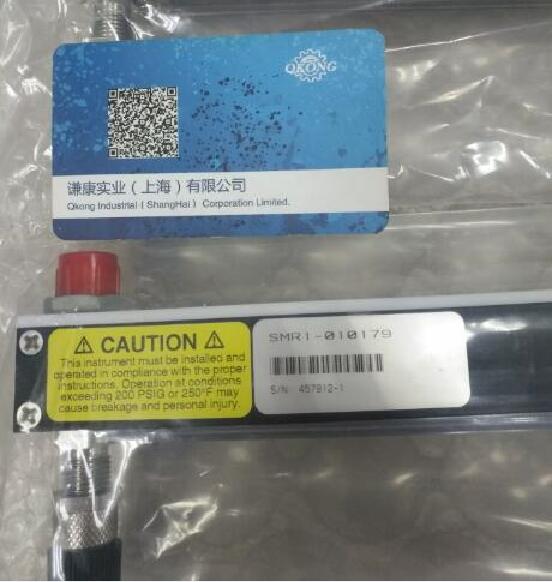 QKONG
谦康实业（上海）有限公司
Qkong Industrial（ShangHai） Corporation Limited.
⚠ CAUTION ⚠
This instrument must be installed and
operated in compliance with the proper
instructions. Operation at conditions
exceeding 200 PSIG or 250°F may
cause breakage and personal injury.
SMR1-010179
S/N 457912-1